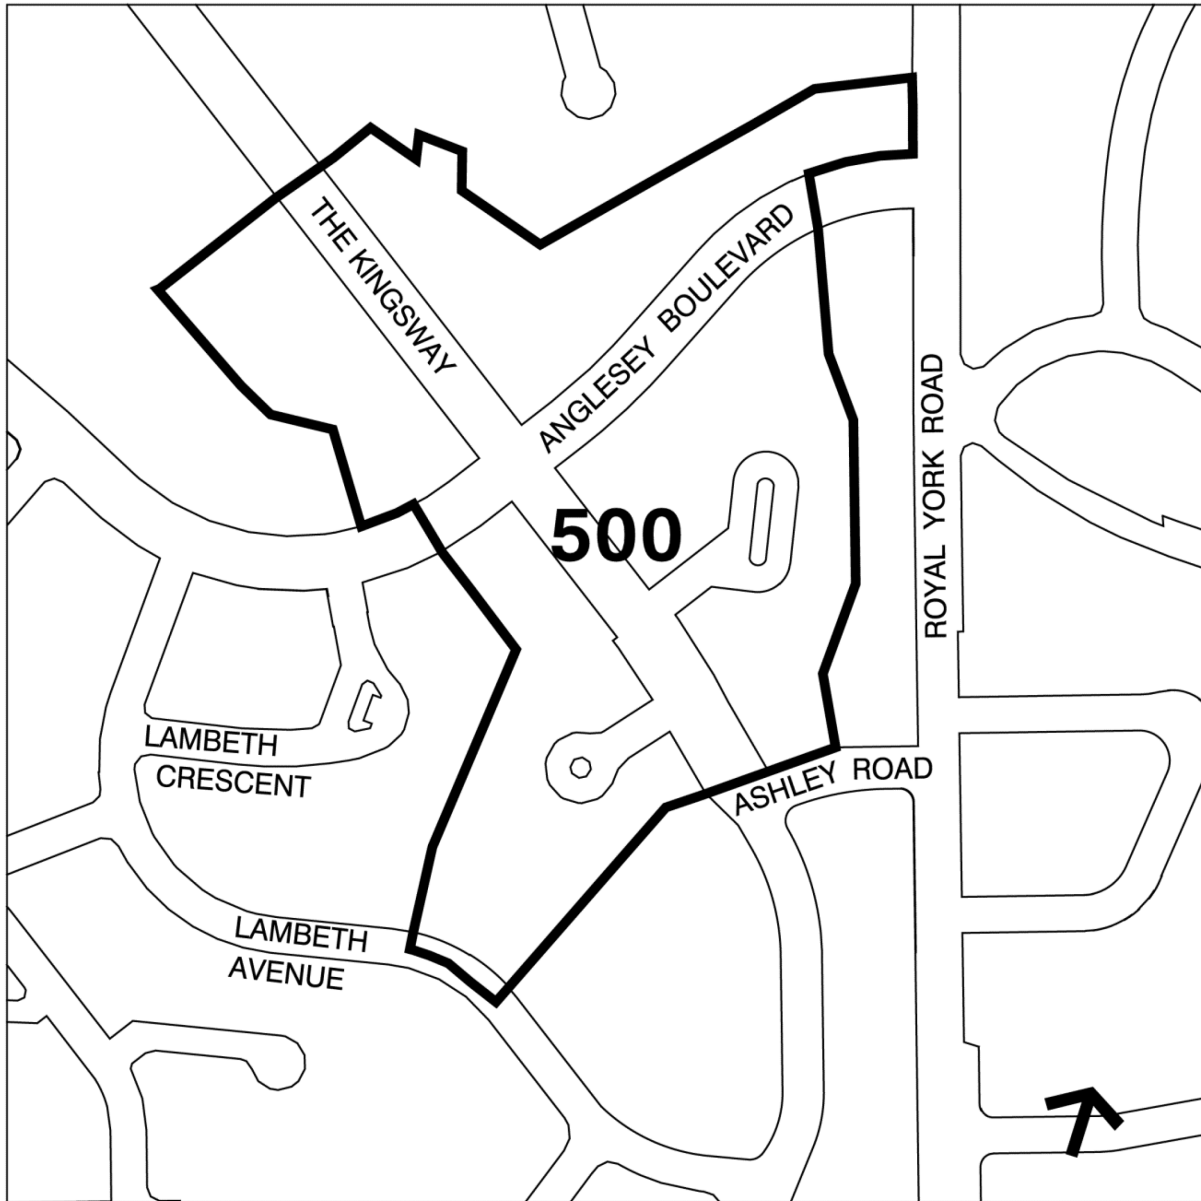 THE KINGSWAY
ANGLESEY BOULEVARD
ROYAL YORK ROAD
500
LAMBETH
CRESCENT
ASHLEY ROAD
LAMBETH
AVENUE